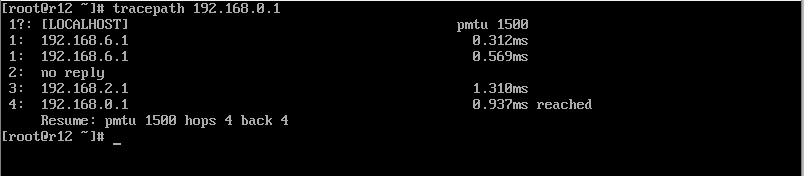 [root@r12 ~]# tracepath 192.168.0.1
 1?: [LOCALHOST]                                         pmtu 1500
 1:  192.168.6.1                                           0.312ms
 1:  192.168.6.1                                           0.569ms
 2:  no reply
 3:  192.168.2.1                                           1.310ms
 4:  192.168.0.1                                           0.937ms reached
     Resume: pmtu 1500 hops 4 back 4
[root@r12 ~]# _